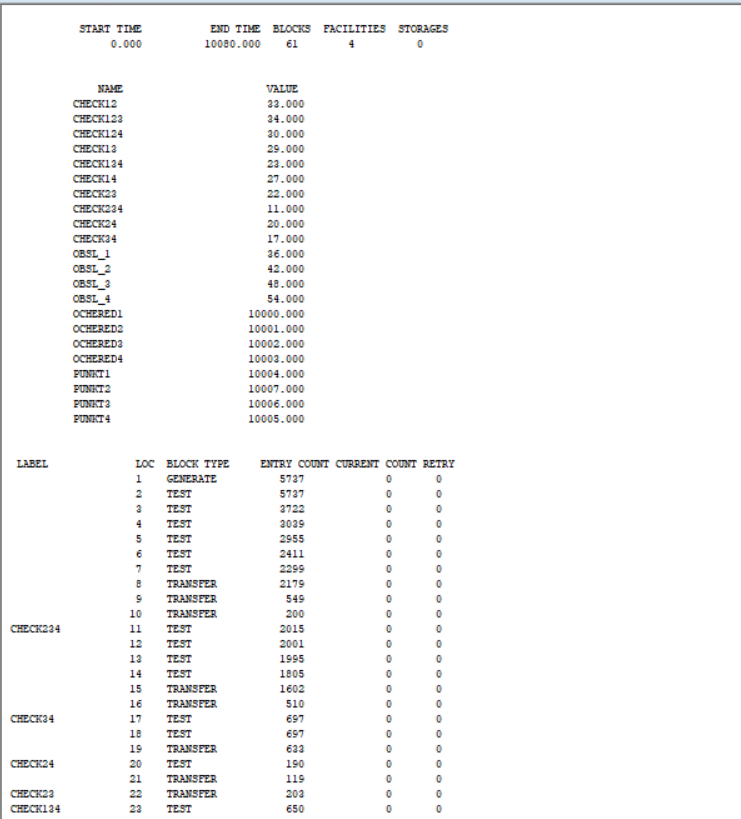 START TIME END TIME BLOCKS FACILITIES STORAGES
0.000 10080.000 61 4 0
NAME VALUE
CHECK12 33.000
CHECK123 34.000
CHECK124 30.000
CHECK13 29.000
CHECK134 23.000
CHECK14 27.000
CHECK23 22.000
CHECK234 11.000
CHECK24 20.000
CHECK34 17.000
OBSL_1 36.000
OBSL_2 42.000
OBSL_3 48.000
OBSL_4 54.000
OCHERED1 10000.000
OCHERED2 10001.000
OCHERED3 10002.000
OCHERED4 10003.000
PUNKT1 10004.000
PUNKT2 10007.000
PUNKT3 10006.000
PUNKT4 10005.000
LABEL LOC BLOCK TYPE ENTRY COUNT CURRENT COUNT RETRY
1 GENERATE 5737 0 0
2 TEST 5737 0 0
3 TEST 3722 0 0
4 TEST 3039 0 0
5 TEST 2955 0 0
6 TEST 2411 0 0
7 TEST 2299 0 0
8 TRANSFER 2179 0 0
9 TRANSFER 549 0 0
10 TRANSFER 200 0 0
CHECK234 11 TEST 2015 0 0
12 TEST 2001 0 0
13 TEST 1995 0 0
14 TEST 1805 0 0
15 TRANSFER 1602 0 0
16 TRANSFER 510 0 0
CHECK34 17 TEST 697 0 0
18 TEST 697 0 0
19 TRANSFER 633 0 0
CHECK24 20 TEST 190 0 0
21 TRANSFER 119 0 0
CHECK23 22 TRANSFER 203 0 0
CHECK134 23 TEST 650 0 0